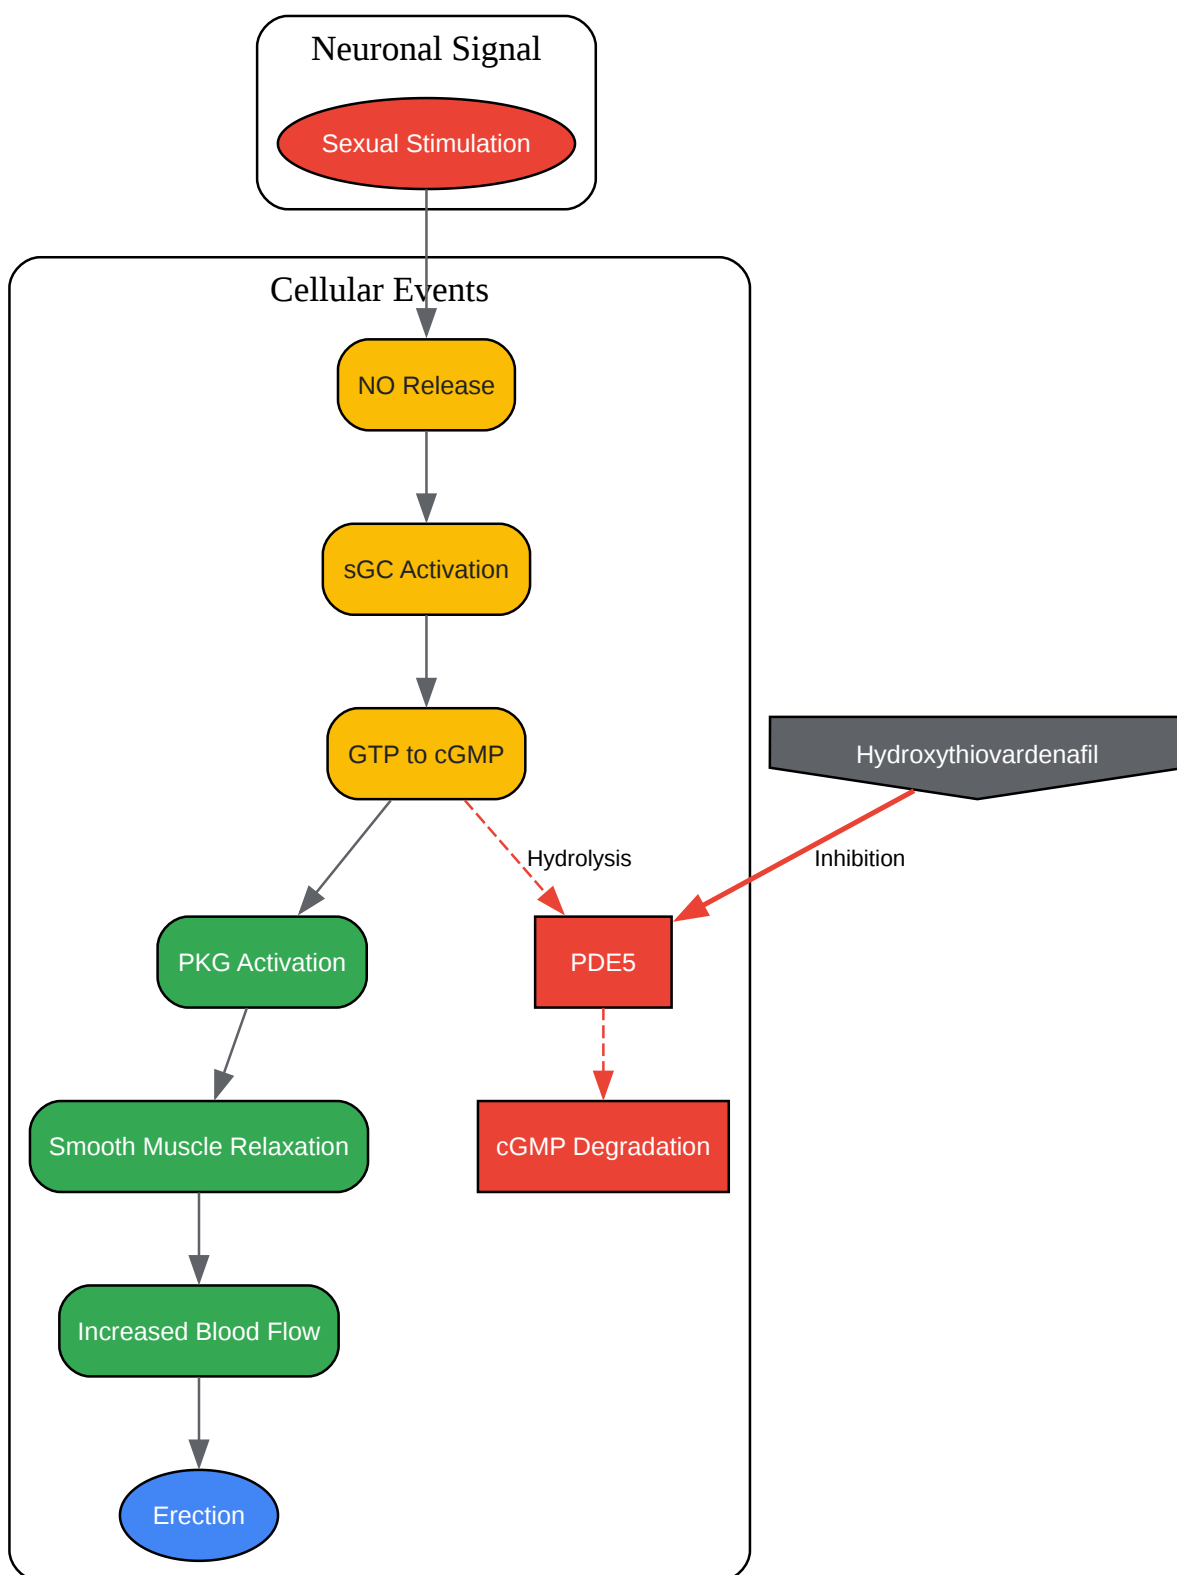 Neuronal Signal
Sexual Stimulation
Cellular Events
NO Release
sGC Activation
GTP to cGMP
Hydroxythiovardenafil
Hydrolysis
Inhibition
PKG Activation
PDE5
Smooth Muscle Relaxation
cGMP Degradation
Increased Blood Flow
Erection